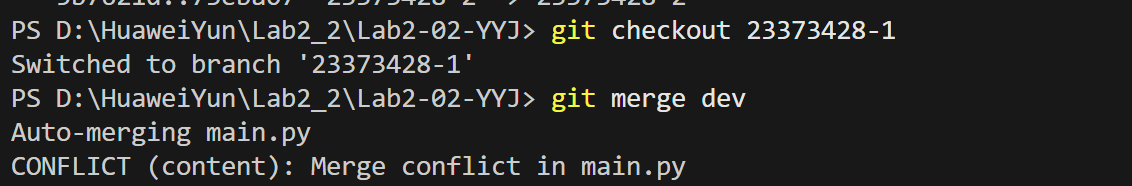 PS D:\HuaweiYun\Lab2_2\Lab2-02-YYJ> git checkout 23373428-1
Switched to branch '23373428-1'
PS D:\HuaweiYun\Lab2_2\Lab2-02-YYJ> git merge dev
Auto-merging main.py
CONFLICT (content): Merge conflict in main.py